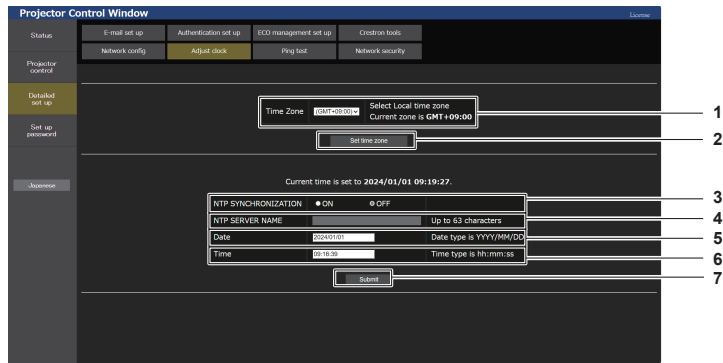 Projector Control Window
License
Status
E-mail set up
Authentication set up
ECO management set up
Crestron tools
Network config
Adjust clock
Ping test
Network security
Projector
control
Detailed
set up
Set up
password
Japanese
Time Zone
(GMT+09:00)
Select Local time zone
Current zone is GMT+09:00
1
Set time zone
2
Current time is set to 2024/01/01 09:19:27.
NTP SYNCHRONIZATION
ON
OFF
3
NTP SERVER NAME
Up to 63 characters
4
Date
2024/01/01
Date type is YYYY/MM/DD
5
Time
09:18:39
Time type is hh:mm:ss
6
Submit
7